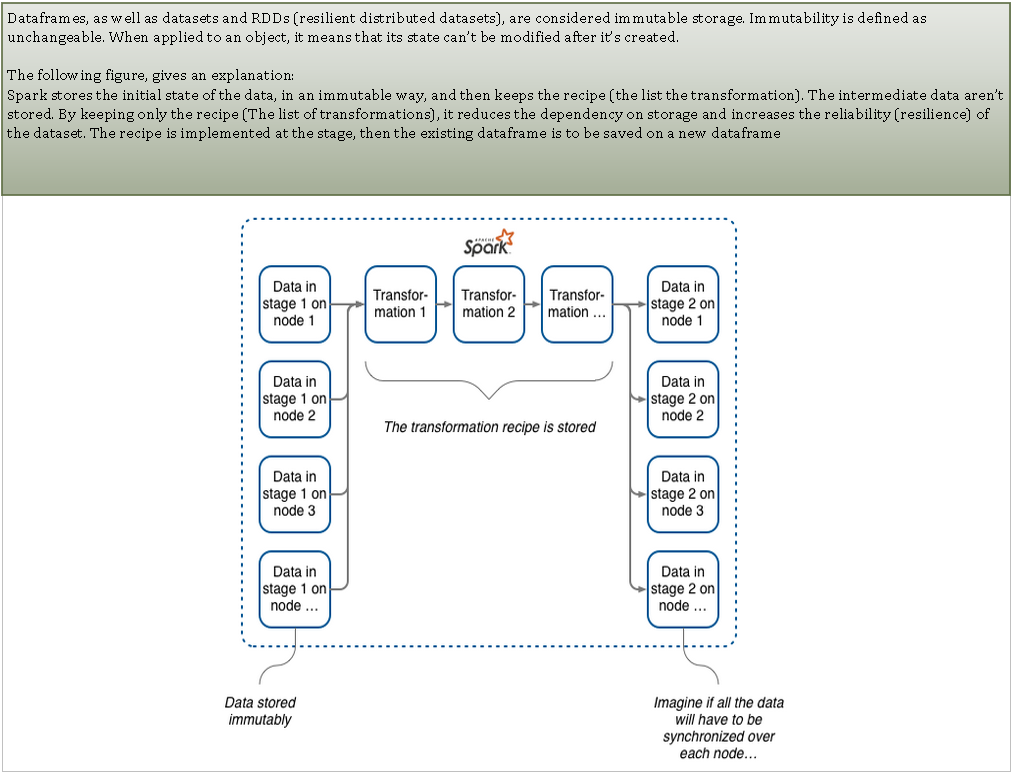 Dataframes, as well as datasets and RDDs (resilient distributed datasets), are considered immutable storage. Immutability is defined as
unchangeable. When applied to an object, it means that its state can't be modified after it's created.
The following figure, gives an explanation:
Spark stores the initial state of the data, in an immutable way, and then keeps the recipe (the list the transformation). The intermediate data aren't
stored. By keeping only the recipe (The list of transformations), it reduces the dependency on storage and increases the reliability (resilience) of
the dataset. The recipe is implemented at the stage, then the existing dataframe is to be saved on a new dataframe
APACHE
Spark
Data in
stage 1 on
node 1
Transfor-
mation 1
Transfor-
mation 2
Transfor-
mation ...
Data in
stage 2 on
node 1
Data in
stage 1 on
node 2
Data in
stage 2 on
node 2
The transformation recipe is stored
Data in
stage 1 on
node 3
Data in
stage 2 on
node 3
Data in
stage 1 on
node ...
Data in
stage 2 on
node ...
Data stored
immutably
Imagine if all the data
will have to be
synchronized over
each node...